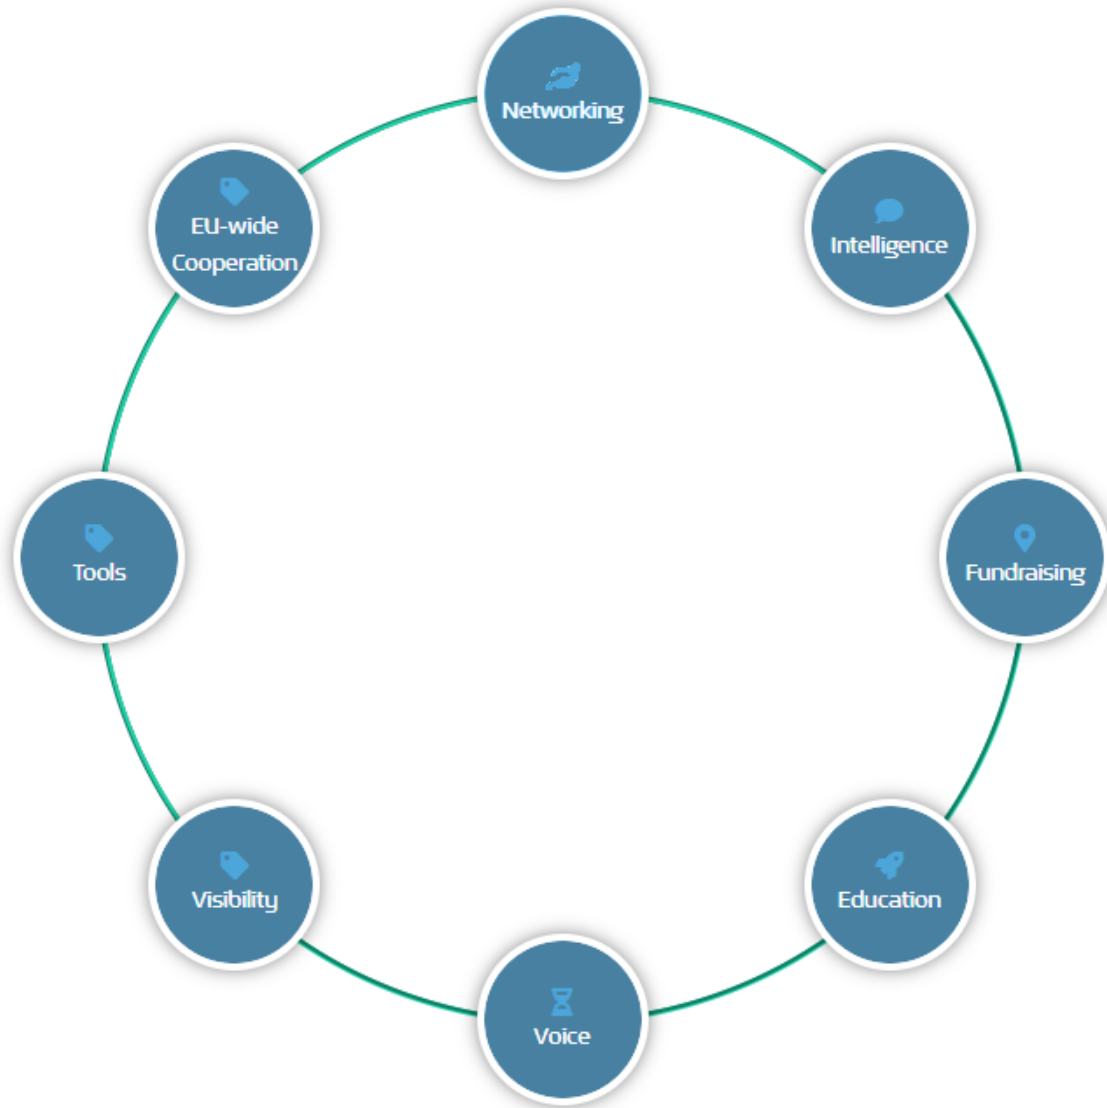 Networking
Intelligence
Fundraising
Education
Voice
Visibility
Tools
EU-wide
Cooperation